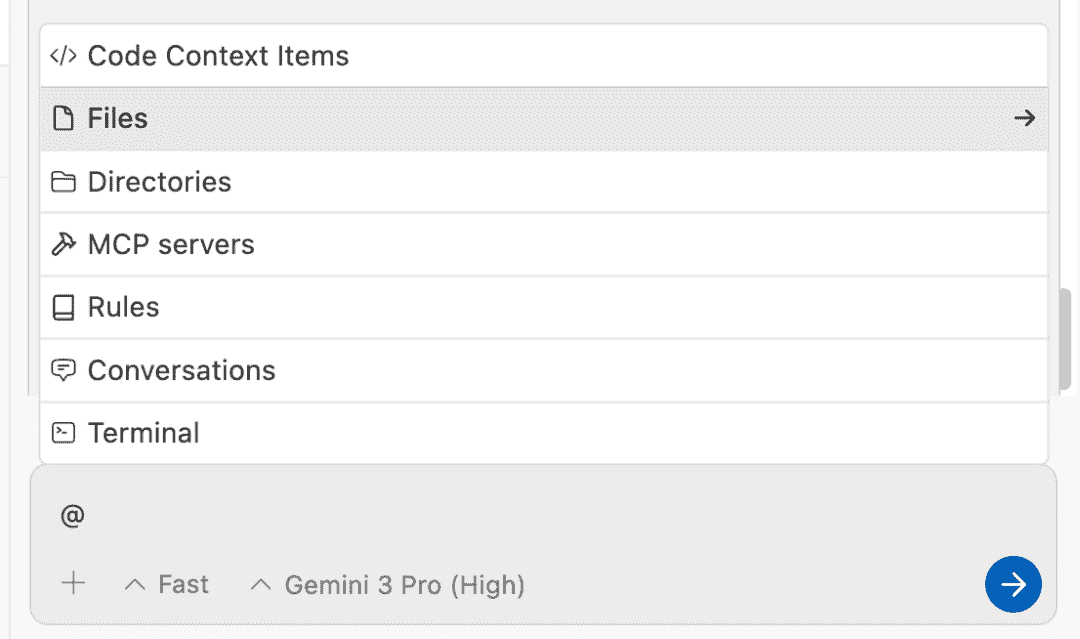 Code Context Items
Files
Directories
MCP servers
Rules
Conversations
Terminal
@
Fast Gemini 3 Pro (High)